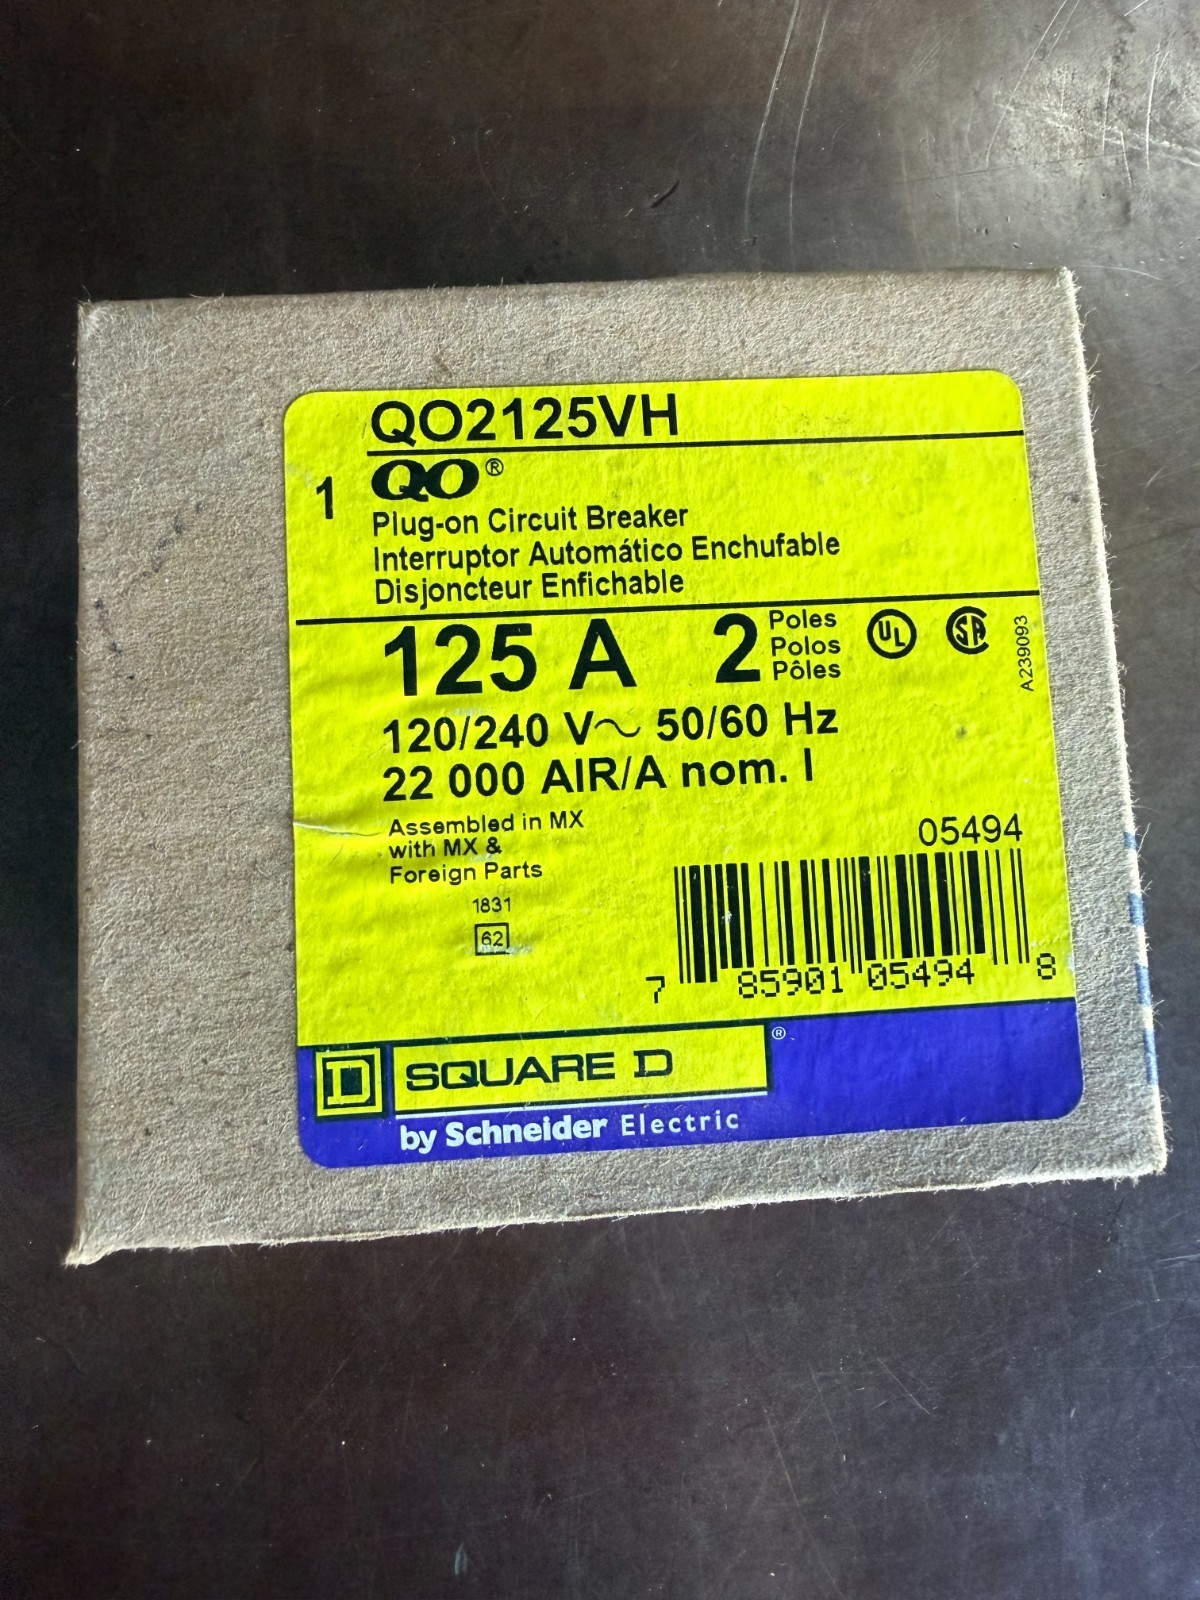 QO2125VH
1
QO®
Plug-on Circuit Breaker
Interruptor Automático Enchufable
Disjoncteur Enfichable
125 A 2
Poles
Polos
Pôles
UL
SA
A239093
120/240 V~ 50/60 Hz
22 000 AIR/A nom. I
Assembled in MX
with MX &
Foreign Parts
1831
62
05494
7 85901 05494 8
D SQUARE D ®
by Schneider Electric